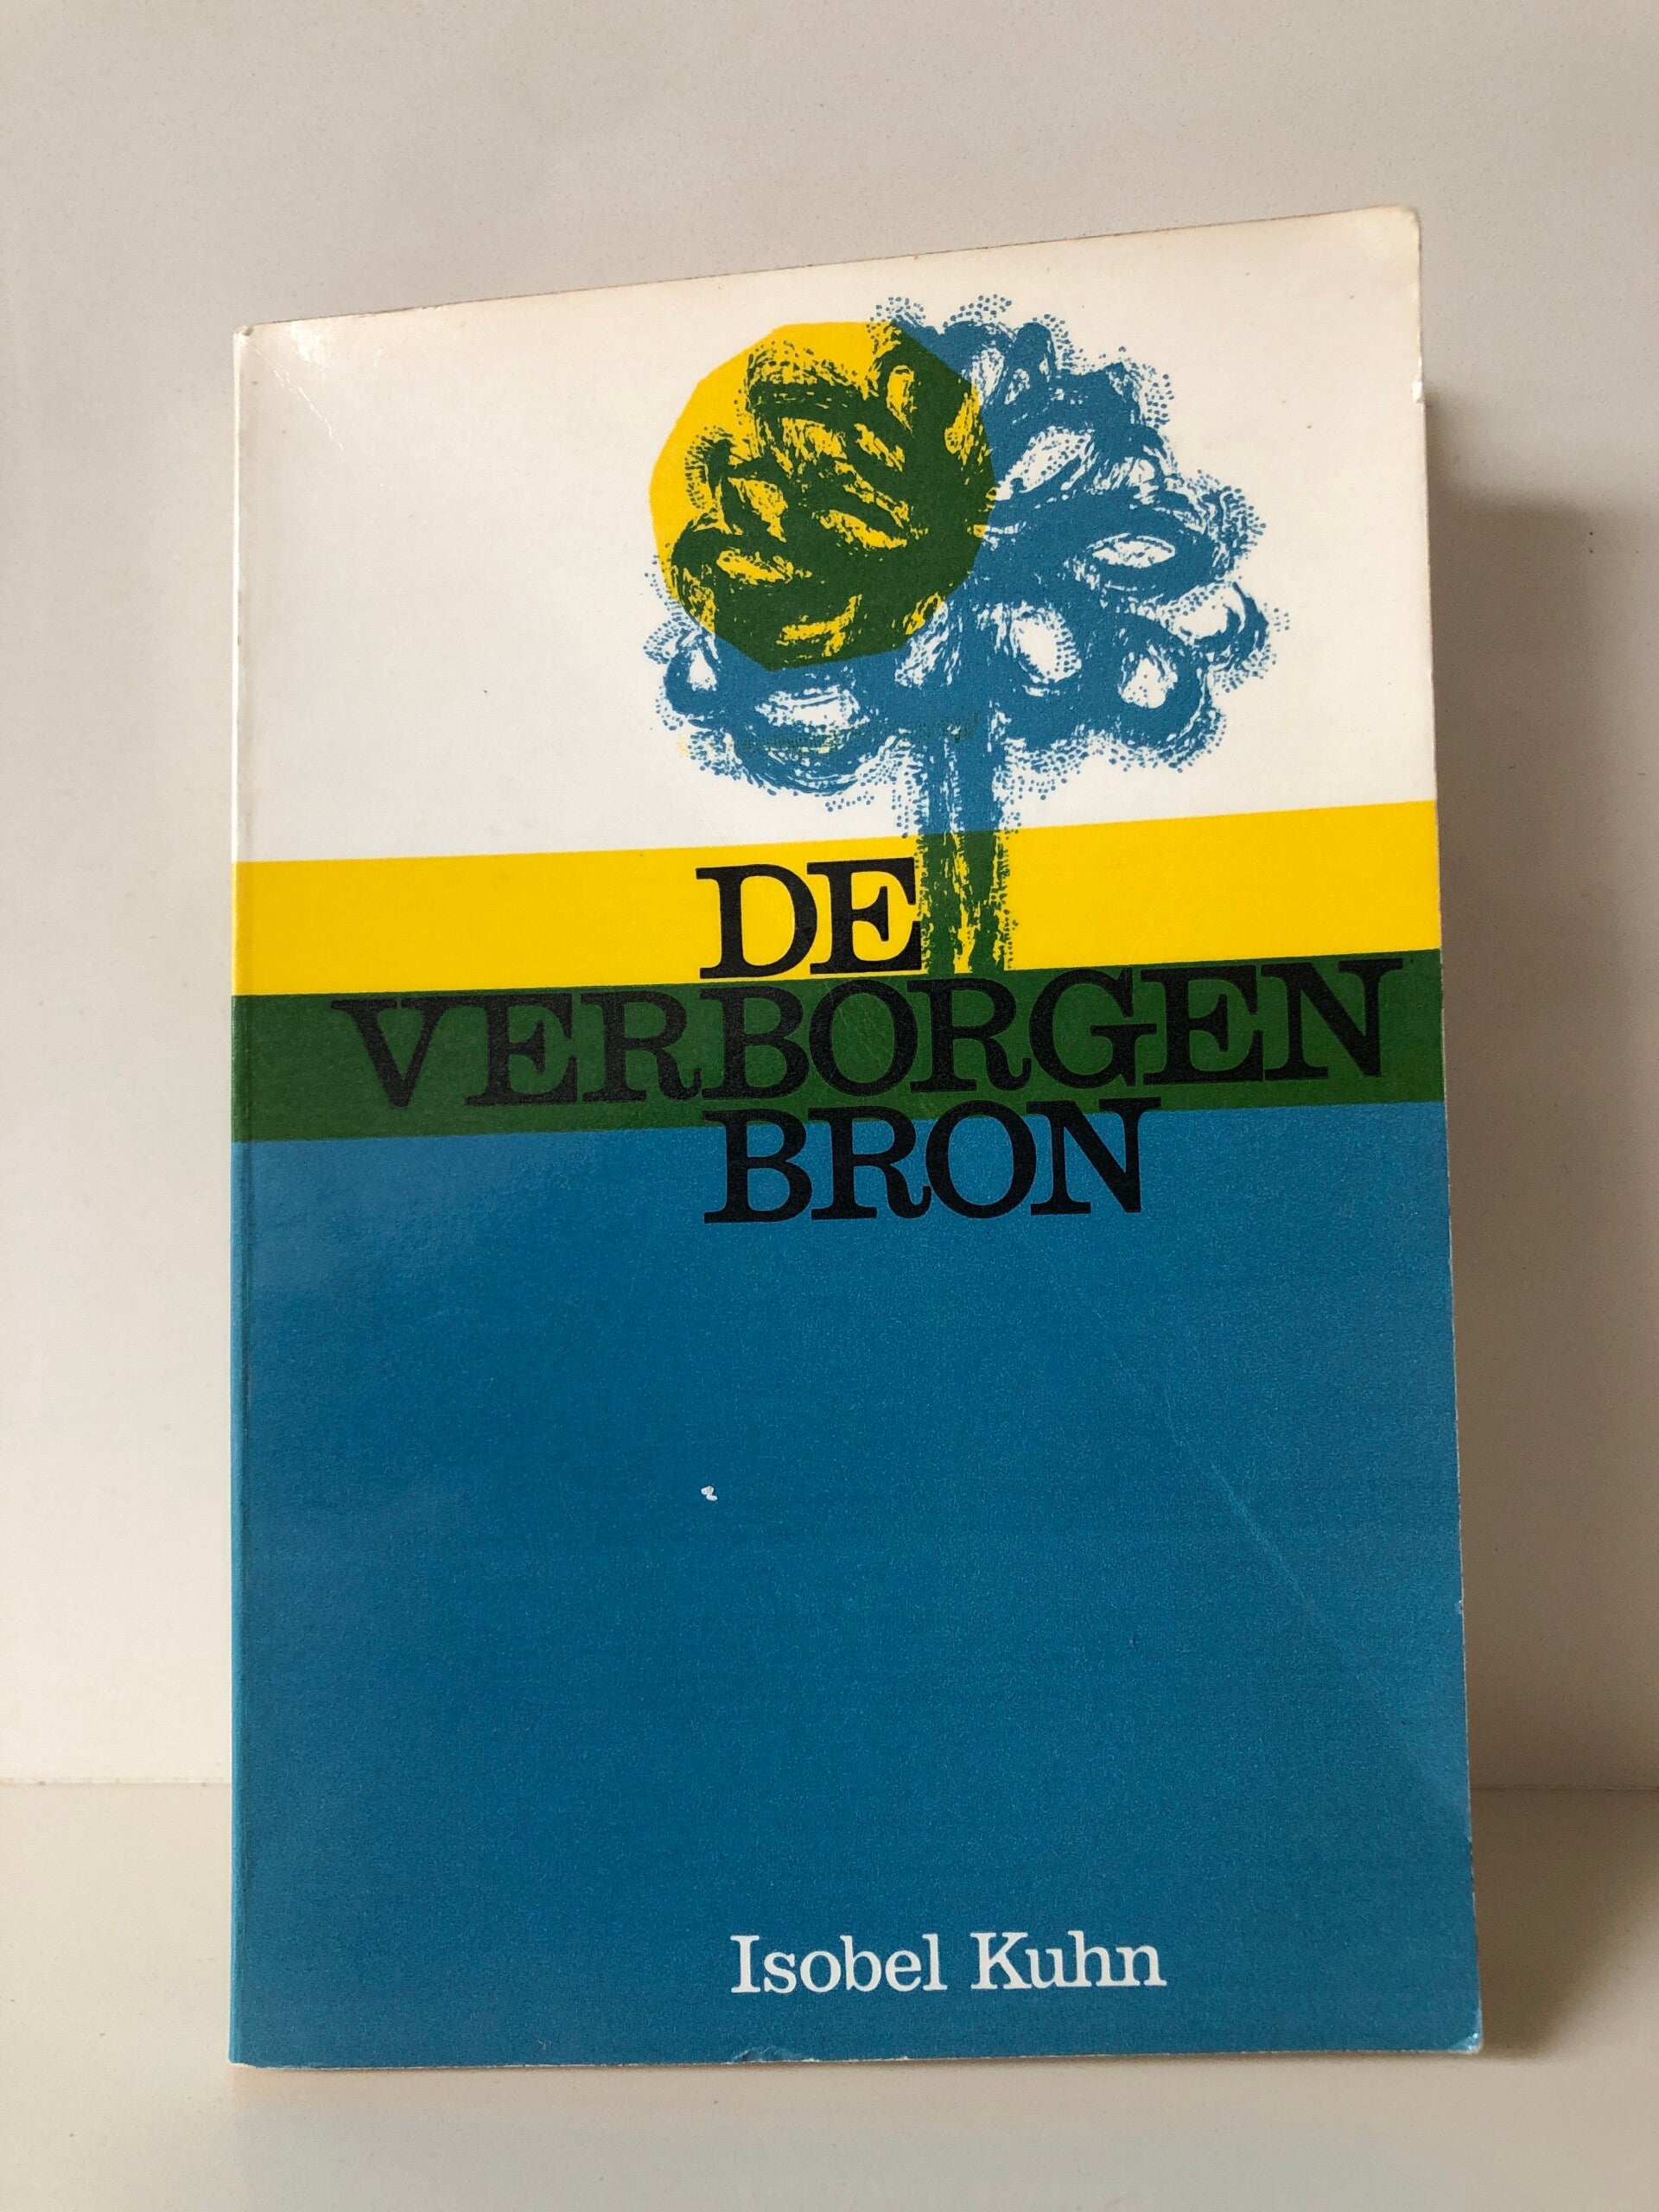 DE
VERBORGEN
BRON
Isobel Kuhn